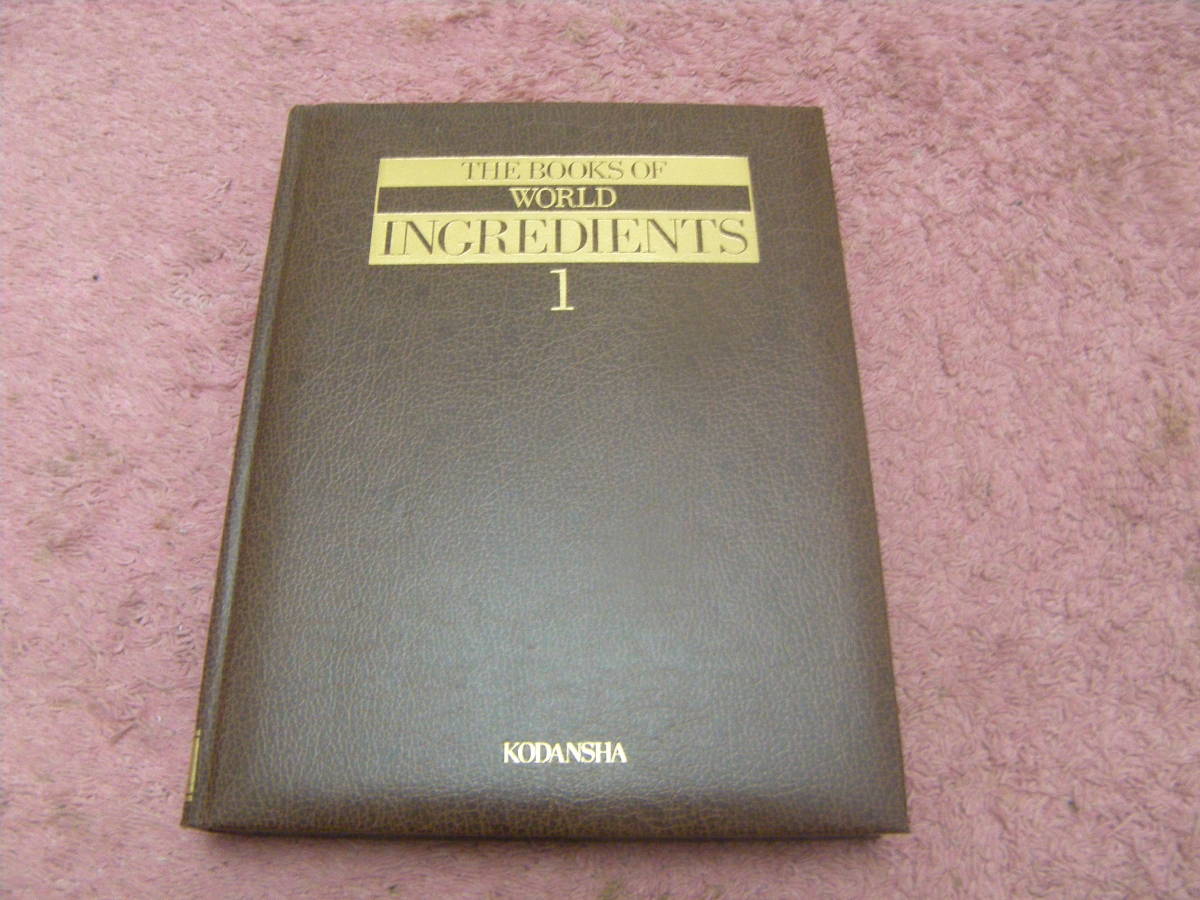 THE BOOKS OF
WORLD
INGREDIENTS
1
KODANSHA